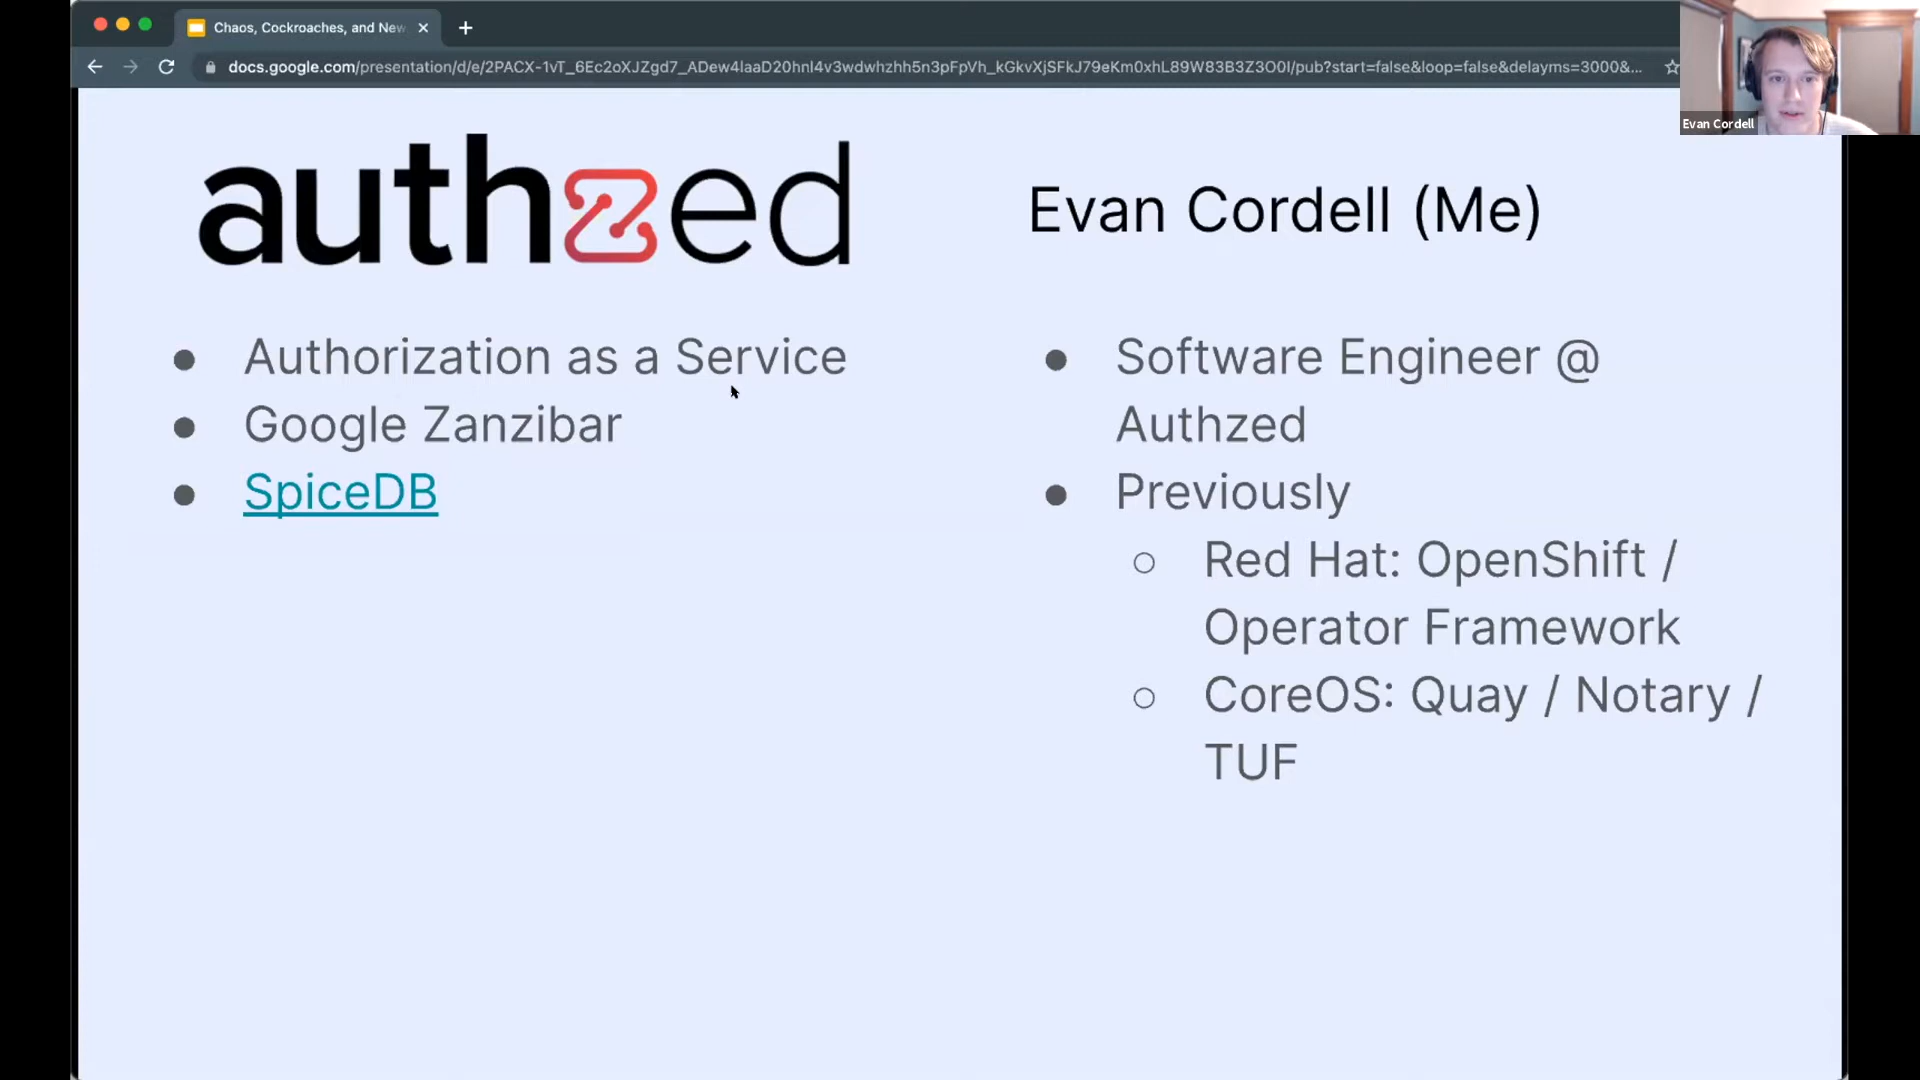 Chaos, Cockroaches, and New
docs.google.com/presentation/d/e/2PACX-1vT_6Ec2oXJZgd7_ADew4laaD20hnl4v3wdwhzhh5n3pFpVh_kGkvXjSFkJ79eKm0xhL89W83B3Z3O0I/pub?start=false&loop=false&delayms=3000&...
Evan Cordell
authzed
Authorization as a Service
Google Zanzibar
SpiceDB
Evan Cordell (Me)
Software Engineer @
Authzed
Previously
Red Hat: OpenShift /
Operator Framework
CoreOS: Quay / Notary /
TUF